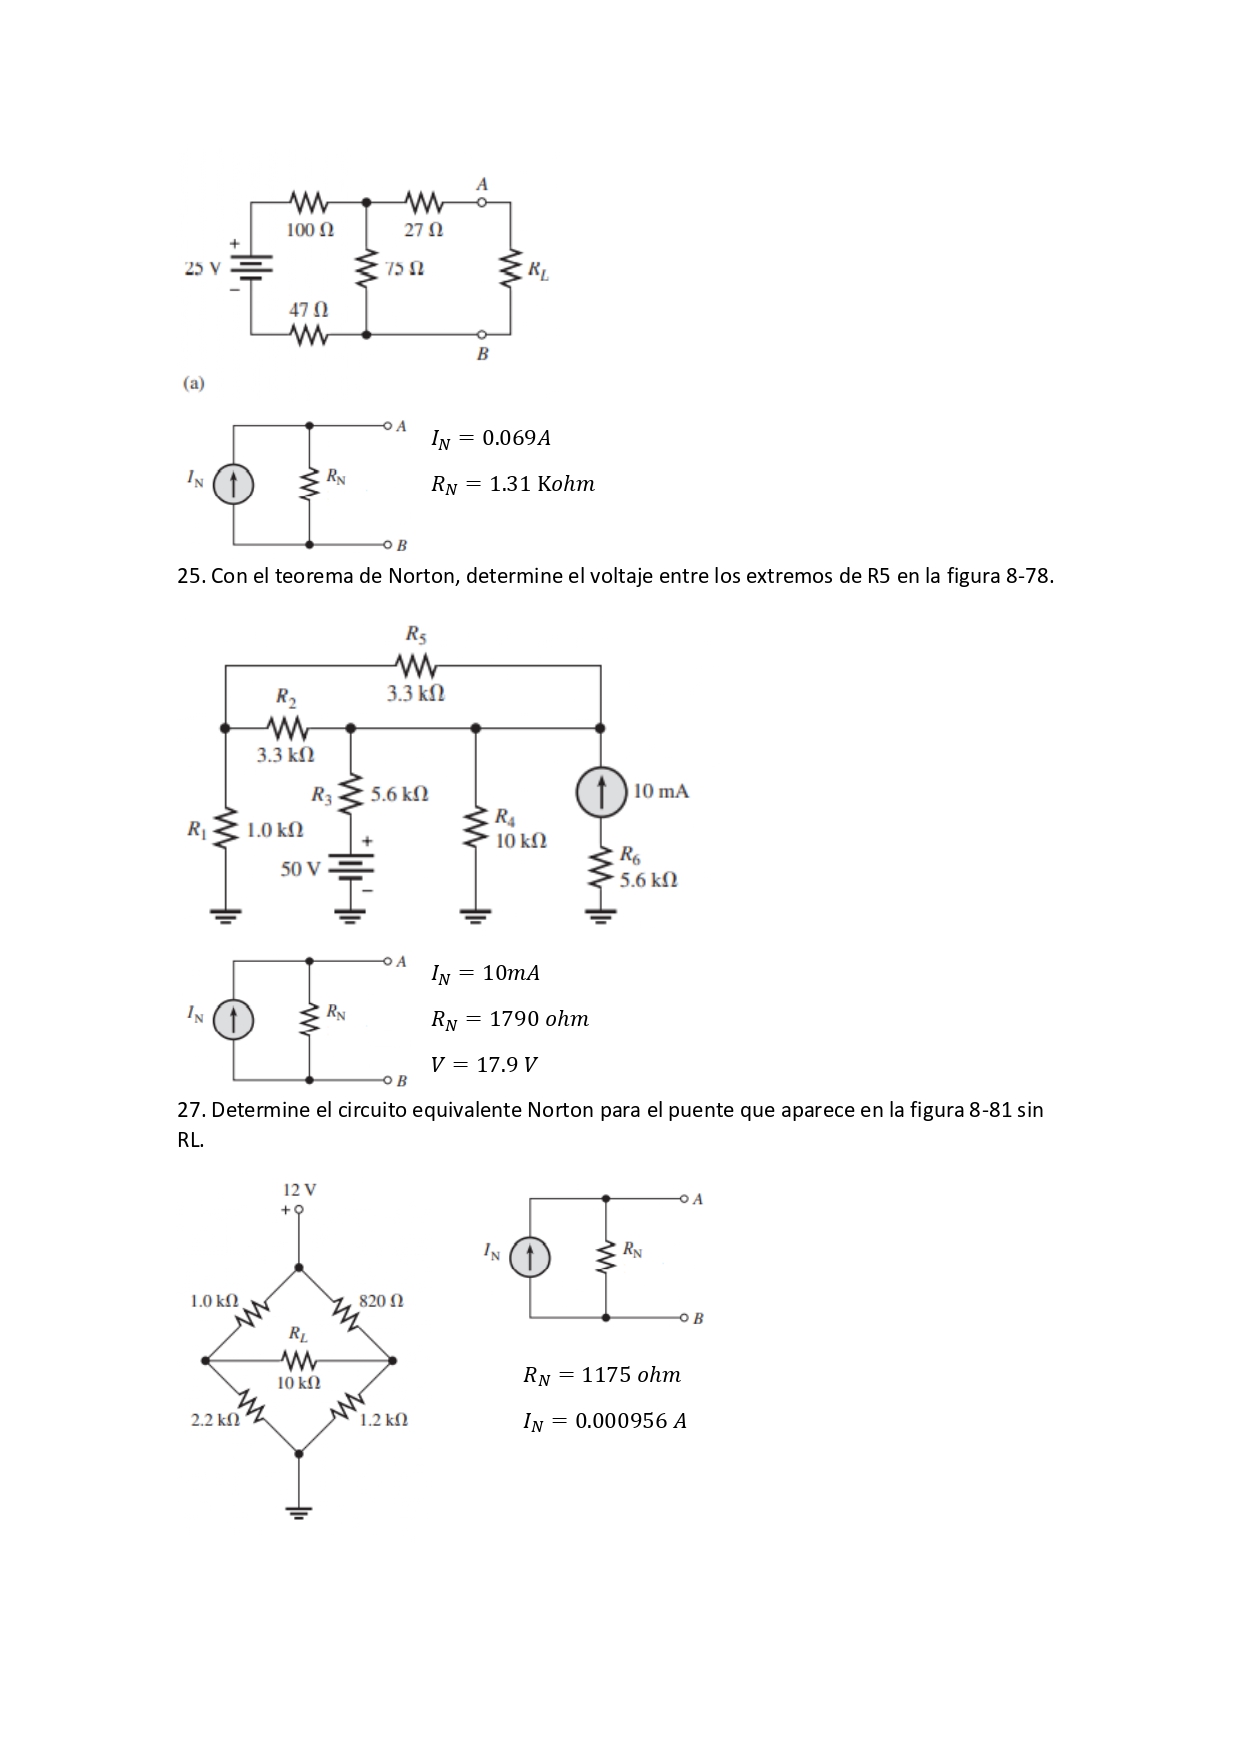 A
100 Ω 27 Ω
+
25 V 75 Ω R_L
−
47 Ω
B
(a)
A
I_N = 0.069A
I_N R_N
R_N = 1.31 Kohm
B
25. Con el teorema de Norton, determine el voltaje entre los extremos de R5 en la figura 8-78.
R_5
3.3 kΩ
R_2
3.3 kΩ
R_3 5.6 kΩ 10 mA
R_1 1.0 kΩ
R_4
10 kΩ
+
50 V
−
R_6
5.6 kΩ
A
I_N = 10mA
I_N R_N
R_N = 1790 ohm
V = 17.9 V
B
27. Determine el circuito equivalente Norton para el puente que aparece en la figura 8-81 sin
RL.
12 V
+
1.0 kΩ 820 Ω
R_L
10 kΩ
2.2 kΩ 1.2 kΩ
A
I_N R_N
B
R_N = 1175 ohm
I_N = 0.000956 A